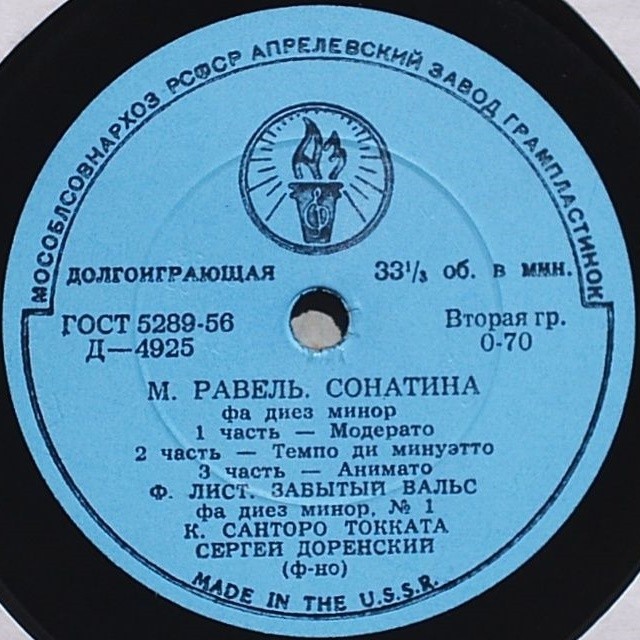 МОСОБЛСОВНАРХОЗ РСФСР АПРЕЛЕВСКИЙ ЗАВОД ГРАМПЛАСТИНОК
ДОЛГОИГРАЮЩАЯ 33⅓ об. в мин.
ГОСТ 5289-56 Вторая гр.
Д—4925 0-70
М. РАВЕЛЬ. СОНАТИНА
фа диез минор
1 часть — Модерато
2 часть — Темпо ди минуэтто
3 часть — Анимато
Ф. ЛИСТ. ЗАБЫТЫЙ ВАЛЬС
фа диез минор, № 1
К. САНТОРО ТОККАТА
СЕРГЕЙ ДОРЕНСКИЙ
(ф-но)
MADE IN THE U.S.S.R.